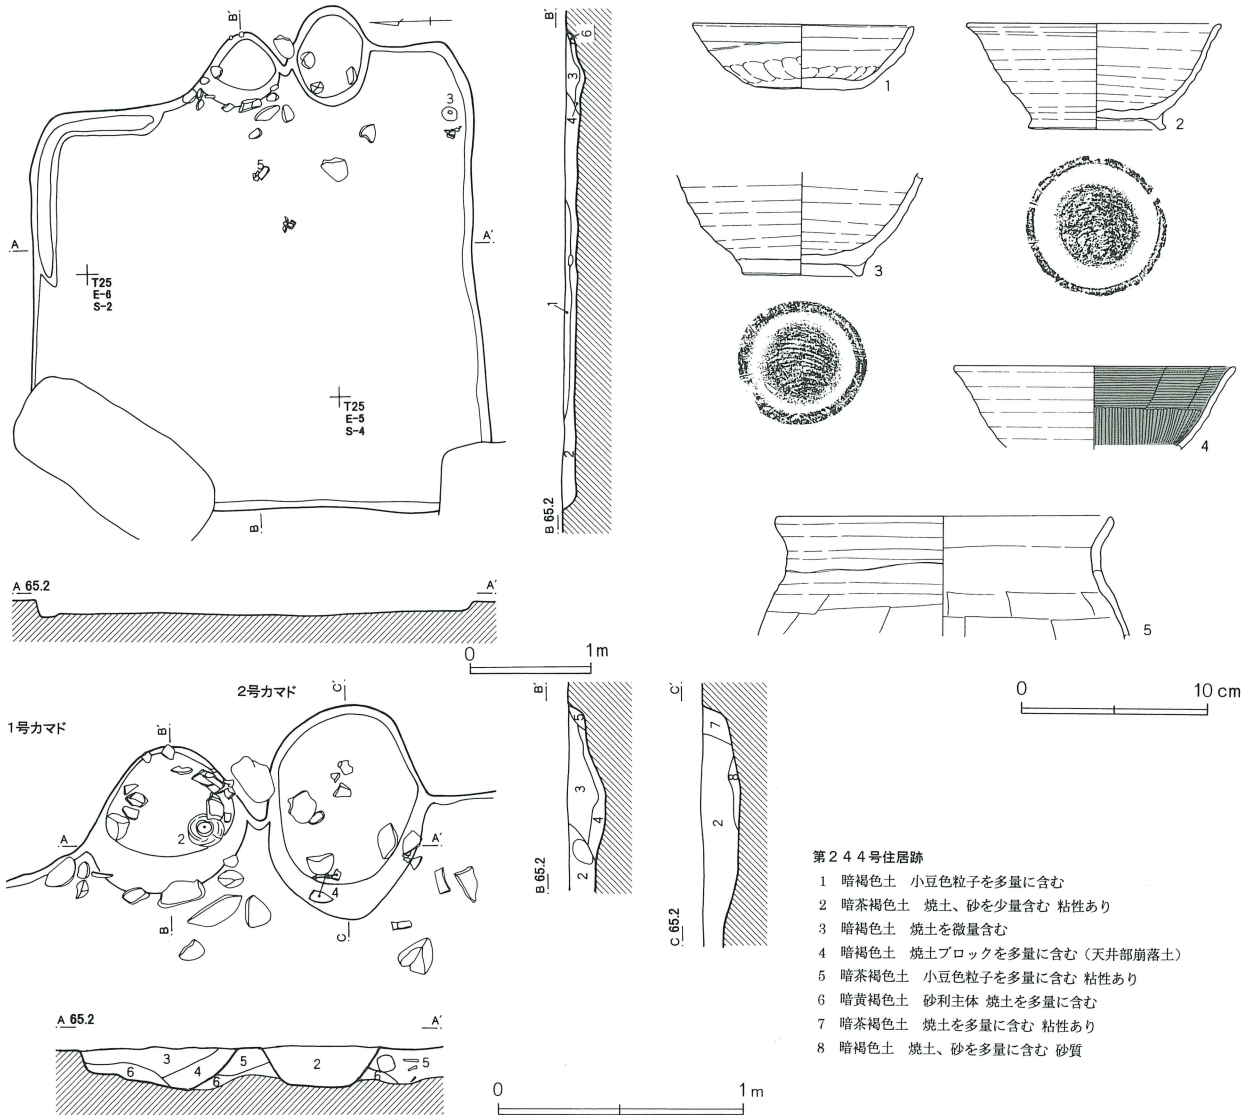 B′
A
A′
T25
E-6
S-2
T25
E-5
S-4
3
5
B
B′
6
3
4
1
2
B 65.2
A 65.2
A′
0 1m
1
2
3
4
5
0 10cm
1号カマド
2号カマド
B′
C′
2
4
A
A′
B
C
B′
5
3
4
2
B 65.2
C′
7
8
2
C 65.2
A 65.2
A′
3
6
4
5
6
2
6
5
0 1m
第244号住居跡
1 暗褐色土 小豆色粒子を多量に含む
2 暗茶褐色土 焼土、砂を少量含む 粘性あり
3 暗褐色土 焼土を微量含む
4 暗褐色土 焼土ブロックを多量に含む(天井部崩落土)
5 暗茶褐色土 小豆色粒子を多量に含む 粘性あり
6 暗黄褐色土 砂利主体 焼土を多量に含む
7 暗茶褐色土 焼土を多量に含む 粘性あり
8 暗褐色土 焼土、砂を多量に含む 砂質